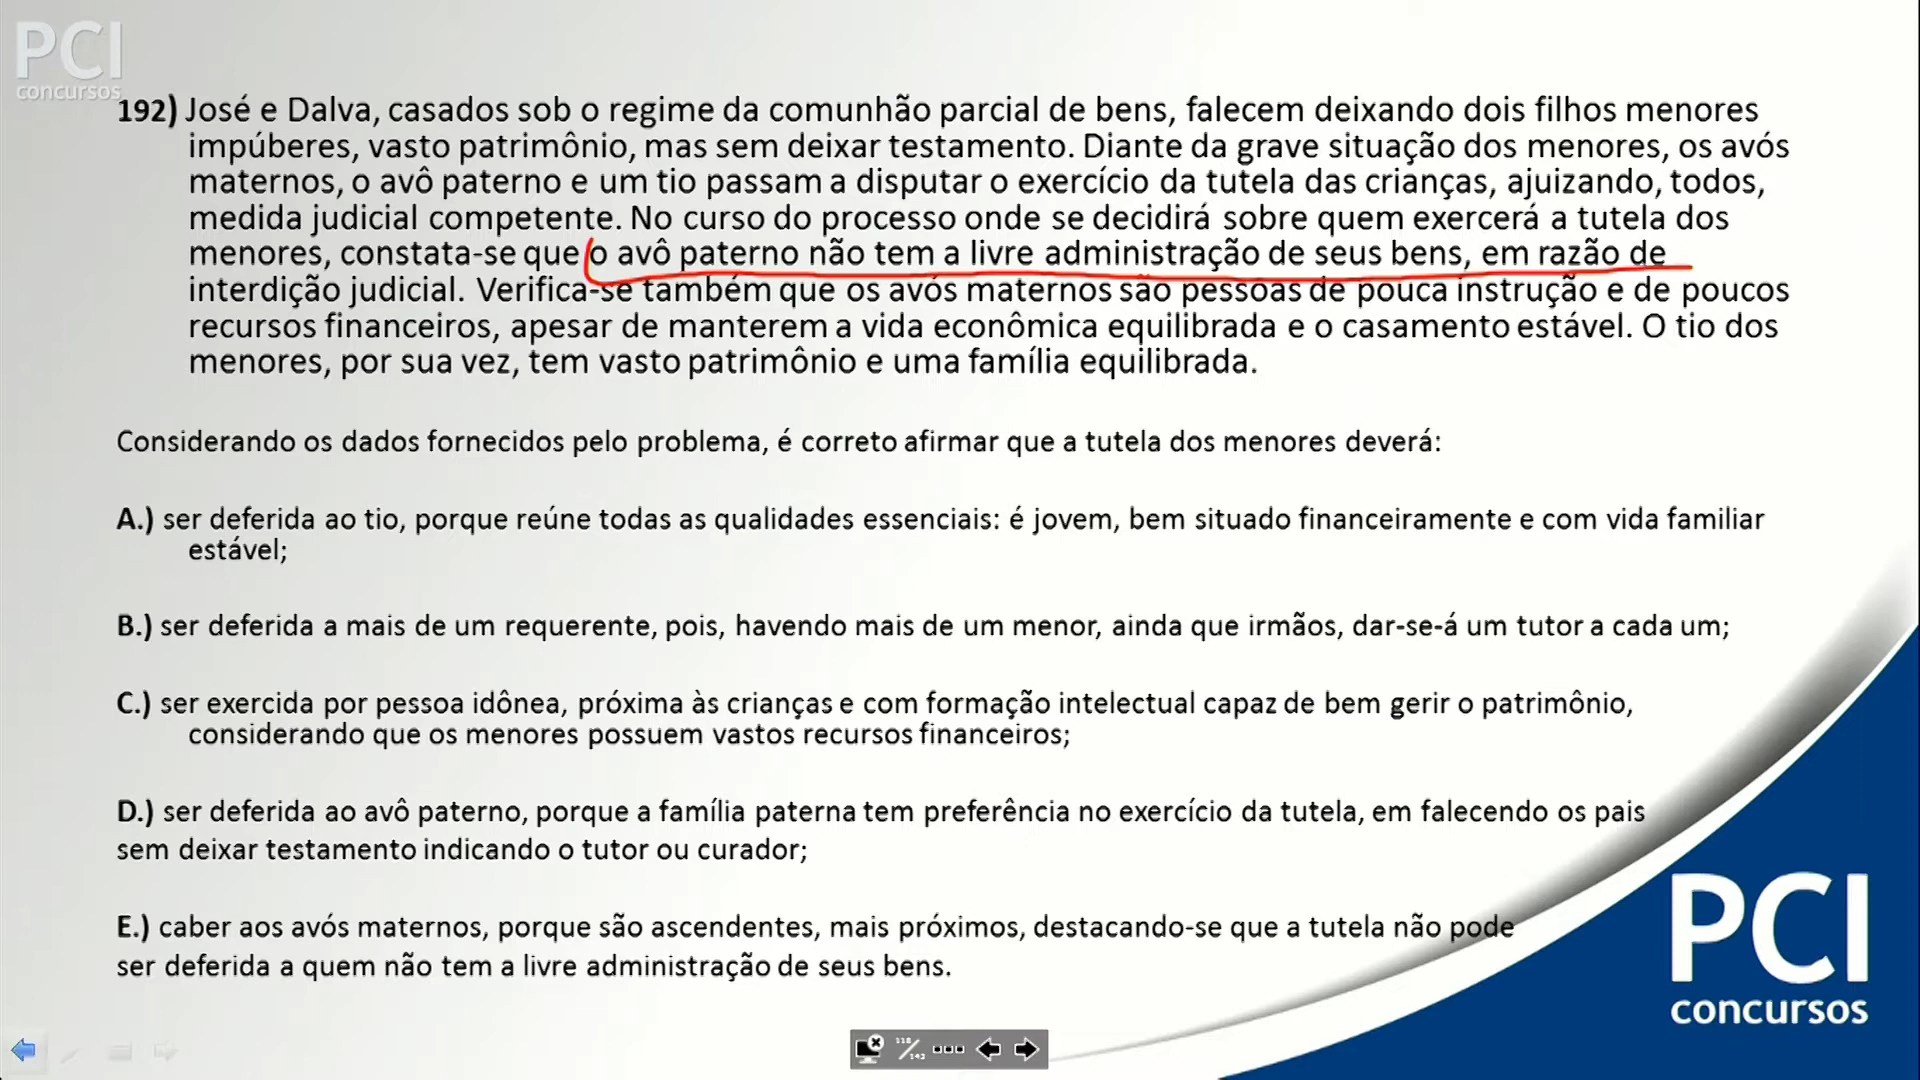 PCI
concursos
192) José e Dalva, casados sob o regime da comunhão parcial de bens, falecem deixando dois filhos menores
impúberes, vasto patrimônio, mas sem deixar testamento. Diante da grave situação dos menores, os avós
maternos, o avô paterno e um tio passam a disputar o exercício da tutela das crianças, ajuizando, todos,
medida judicial competente. No curso do processo onde se decidirá sobre quem exercerá a tutela dos
menores, constata-se que o avô paterno não tem a livre administração de seus bens, em razão de
interdição judicial. Verifica-se também que os avós maternos são pessoas de pouca instrução e de poucos
recursos financeiros, apesar de manterem a vida econômica equilibrada e o casamento estável. O tio dos
menores, por sua vez, tem vasto patrimônio e uma família equilibrada.
Considerando os dados fornecidos pelo problema, é correto afirmar que a tutela dos menores deverá:
A.) ser deferida ao tio, porque reúne todas as qualidades essenciais: é jovem, bem situado financeiramente e com vida familiar
estável;
B.) ser deferida a mais de um requerente, pois, havendo mais de um menor, ainda que irmãos, dar-se-á um tutor a cada um;
C.) ser exercida por pessoa idônea, próxima às crianças e com formação intelectual capaz de bem gerir o patrimônio,
considerando que os menores possuem vastos recursos financeiros;
D.) ser deferida ao avô paterno, porque a família paterna tem preferência no exercício da tutela, em falecendo os pais
sem deixar testamento indicando o tutor ou curador;
E.) caber aos avós maternos, porque são ascendentes, mais próximos, destacando-se que a tutela não pode
ser deferida a quem não tem a livre administração de seus bens.
PCI
concursos
118/143